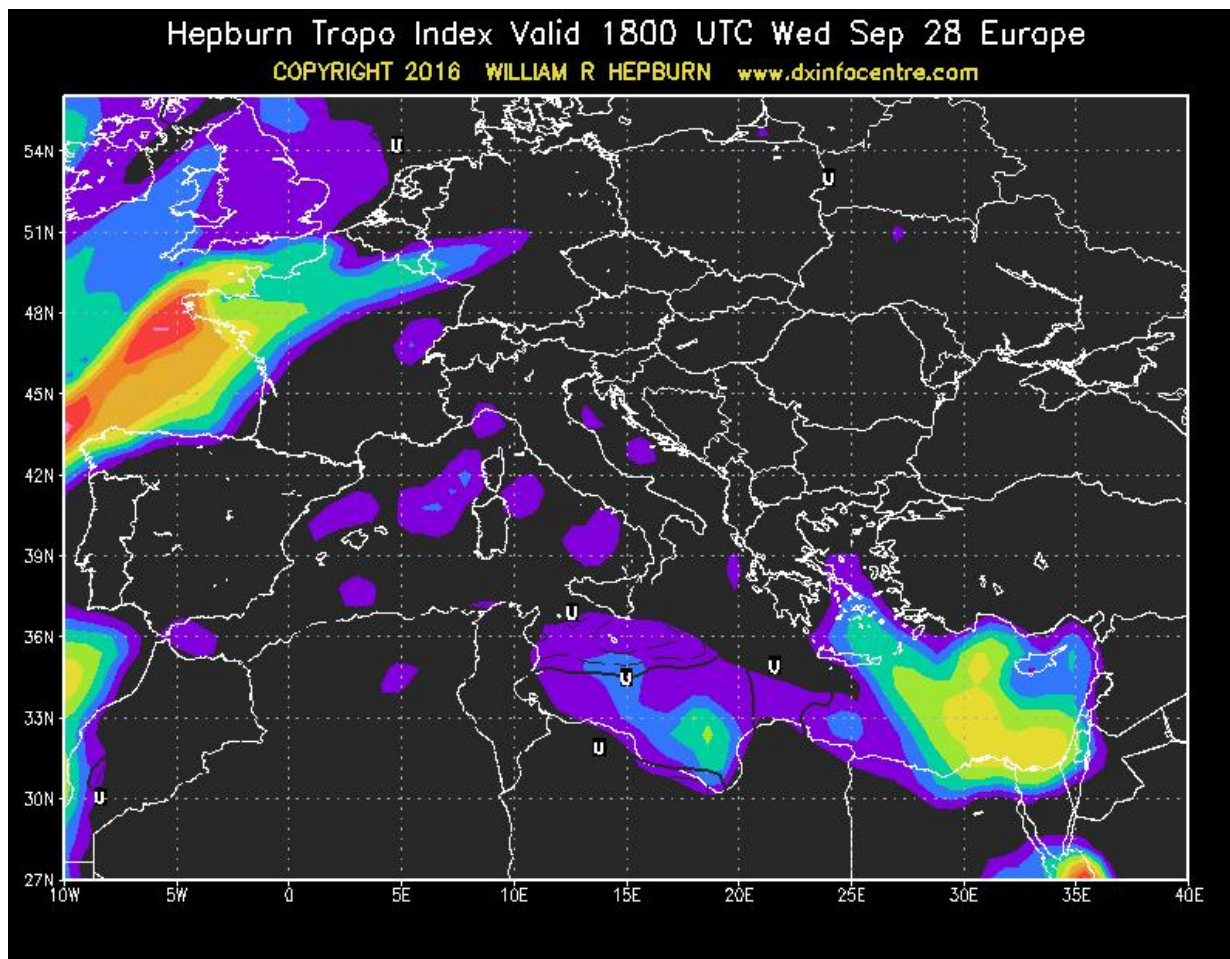 Hepburn Tropo Index Valid 1800 UTC Wed Sep 28 Europe
COPYRIGHT 2016 WILLIAM R HEPBURN www.dxinfocentre.com
54N
U
U
51N
48N
45N
42N
39N
36N
U
U
U
33N
U
30N
U
27N
10W 5W 0 5E 10E 15E 20E 25E 30E 35E 40E